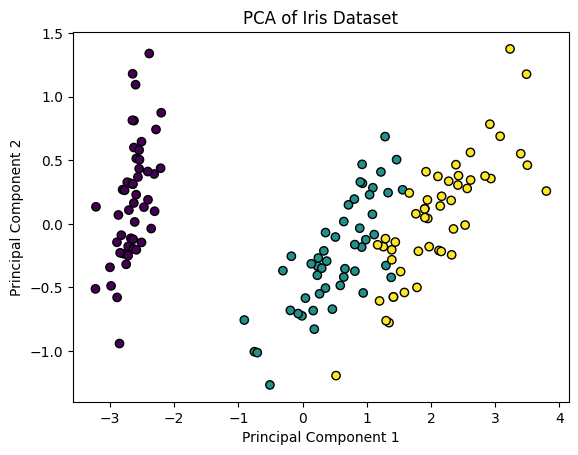 PCA of Iris Dataset
1.5
1.0
0.5
0.0
−0.5
−1.0
Principal Component 2
−3 −2 −1 0 1 2 3 4
Principal Component 1